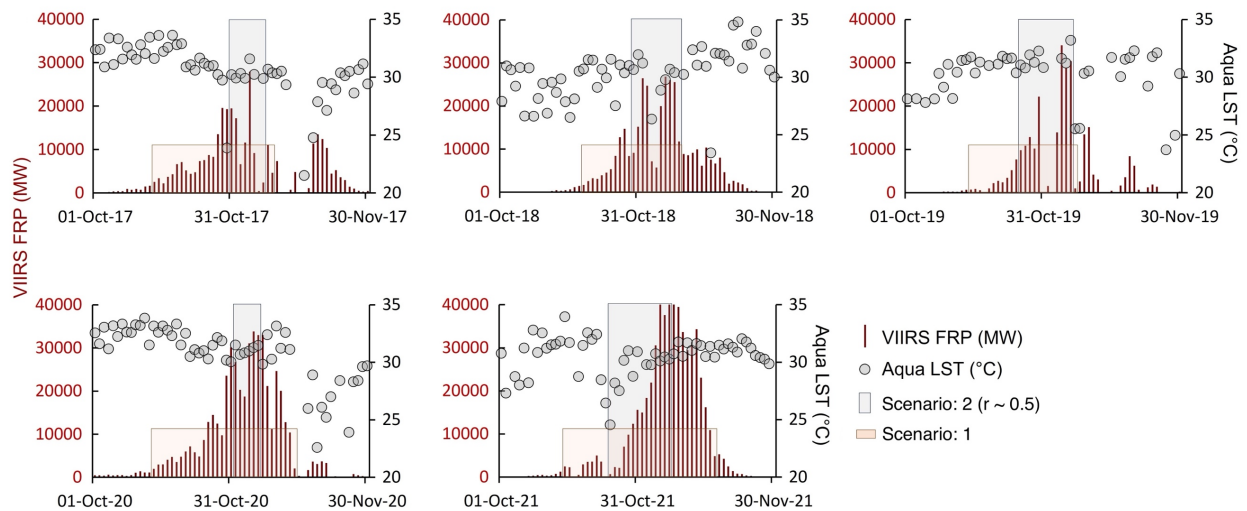 VIIRS FRP (MW)
40000
30000
20000
10000
0
35
30
25
20
01-Oct-17
31-Oct-17
30-Nov-17
40000
30000
20000
10000
0
35
30
25
20
01-Oct-18
31-Oct-18
30-Nov-18
40000
30000
20000
10000
0
35
30
25
20
Aqua LST (°C)
01-Oct-19
31-Oct-19
30-Nov-19
40000
30000
20000
10000
0
35
30
25
20
01-Oct-20
31-Oct-20
30-Nov-20
40000
30000
20000
10000
0
35
30
25
20
Aqua LST (°C)
01-Oct-21
31-Oct-21
30-Nov-21
VIIRS FRP (MW)
Aqua LST (°C)
Scenario: 2 (r ~ 0.5)
Scenario: 1